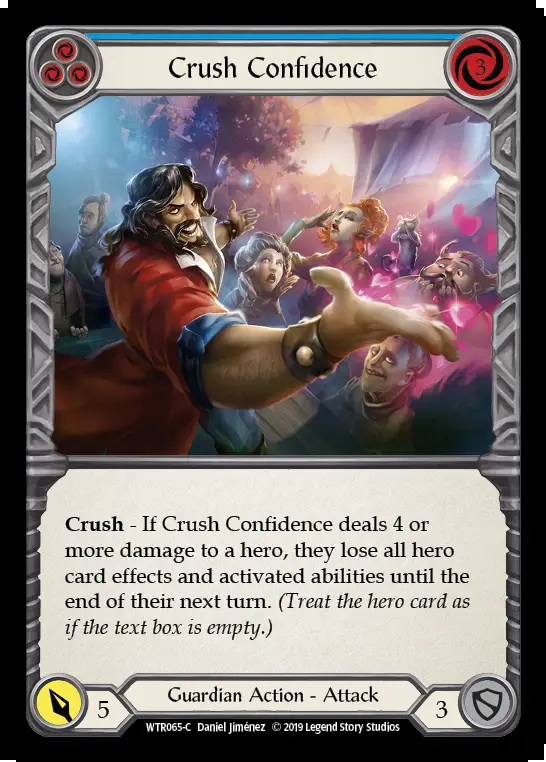 Crush Confidence
3
Crush - If Crush Confidence deals 4 or
more damage to a hero, they lose all hero
card effects and activated abilities until the
end of their next turn. (Treat the hero card as
if the text box is empty.)
5
Guardian Action - Attack
3
WTR065-C Daniel Jiménez © 2019 Legend Story Studios